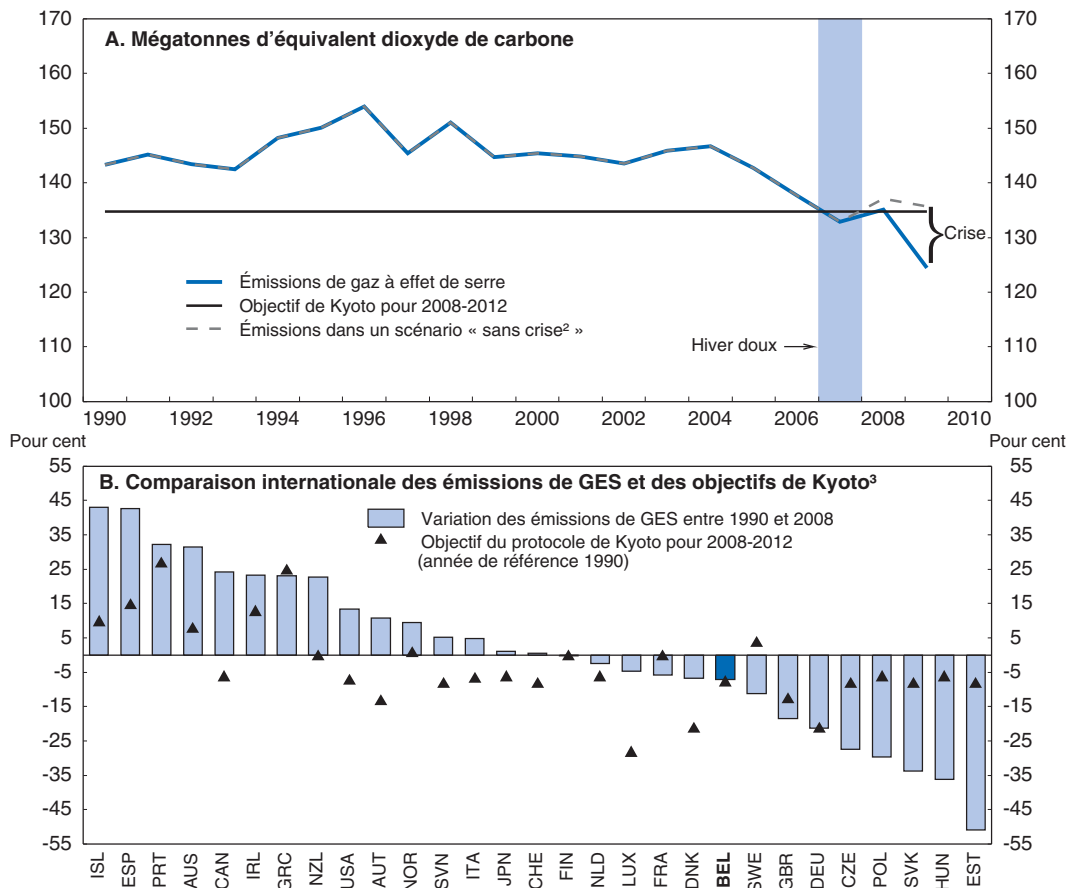 A. Mégatonnes d'équivalent dioxyde de carbone
170 170
160 160
150 150
140 140
130 130
120 120
110 110
100 100
Crise
Émissions de gaz à effet de serre
Objectif de Kyoto pour 2008-2012
Émissions dans un scénario « sans crise² »
Hiver doux
1990 1992 1994 1996 1998 2000 2002 2004 2006 2008 2010
Pour cent Pour cent
B. Comparaison internationale des émissions de GES et des objectifs de Kyoto³
55 55
45 45
35 35
25 25
15 15
5 5
-5 -5
-15 -15
-25 -25
-35 -35
-45 -45
-55 -55
Variation des émissions de GES entre 1990 et 2008
Objectif du protocole de Kyoto pour 2008-2012
(année de référence 1990)
ISL ESP PRT AUS CAN IRL GRC NZL USA AUT NOR SVN ITA JPN CHE FIN NLD LUX FRA DNK BEL SWE GBR DEU CZE POL SVK HUN EST